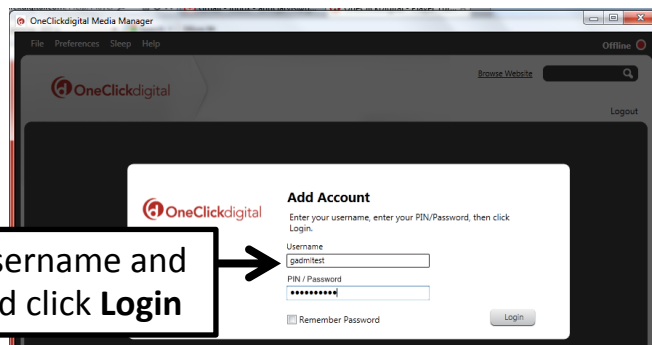 OneClickdigital Media Manager
File Preferences Sleep Help
Offline
Browse Website
OneClickdigital
Logout
OneClickdigital
Add Account
Enter your username, enter your PIN/Password, then click
Login.
Username
gadmitest
PIN / Password
••••••••••
Remember Password
Login
sername and
d click Login